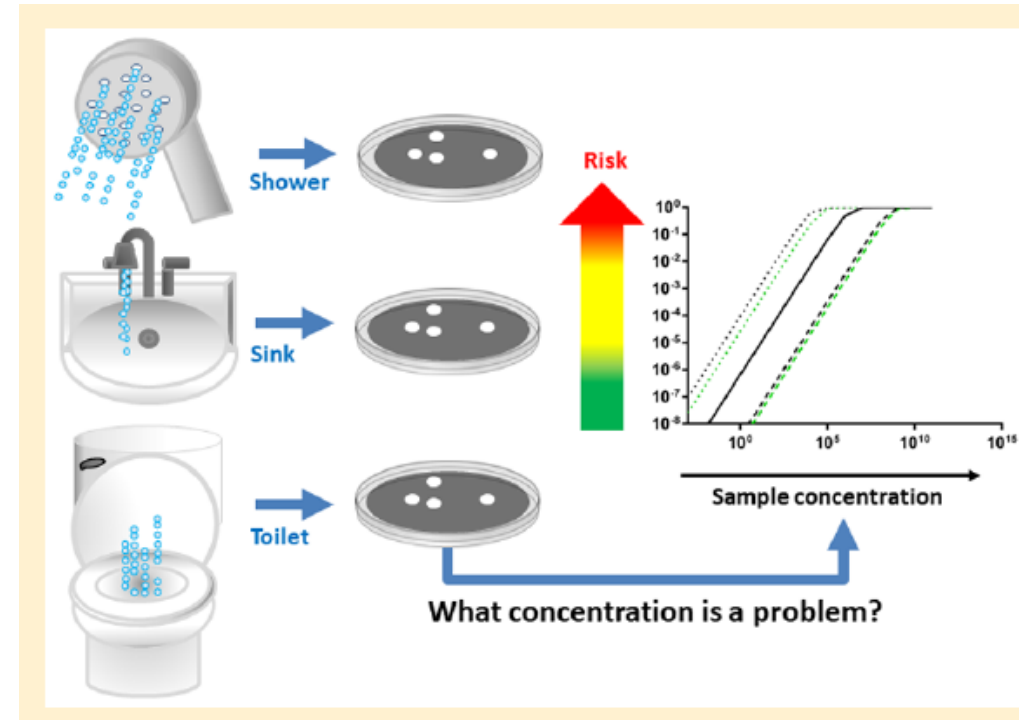 Shower
Sink
Toilet
Risk
10⁰
10⁻¹
10⁻²
10⁻³
10⁻⁴
10⁻⁵
10⁻⁶
10⁻⁷
10⁻⁸
10⁰ 10⁵ 10¹⁰ 10¹⁵
Sample concentration
What concentration is a problem?